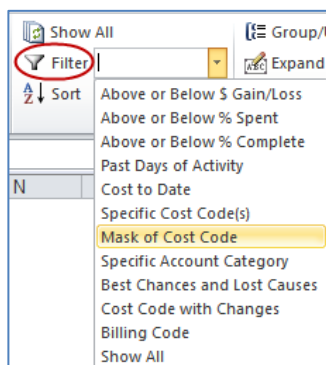 Show All [Group/U
Filter Expand
Sort
Above or Below $ Gain/Loss
Above or Below % Spent
Above or Below % Complete
Past Days of Activity
Cost to Date
Specific Cost Code(s)
Mask of Cost Code
Specific Account Category
Best Chances and Lost Causes
Cost Code with Changes
Billing Code
Show All
N